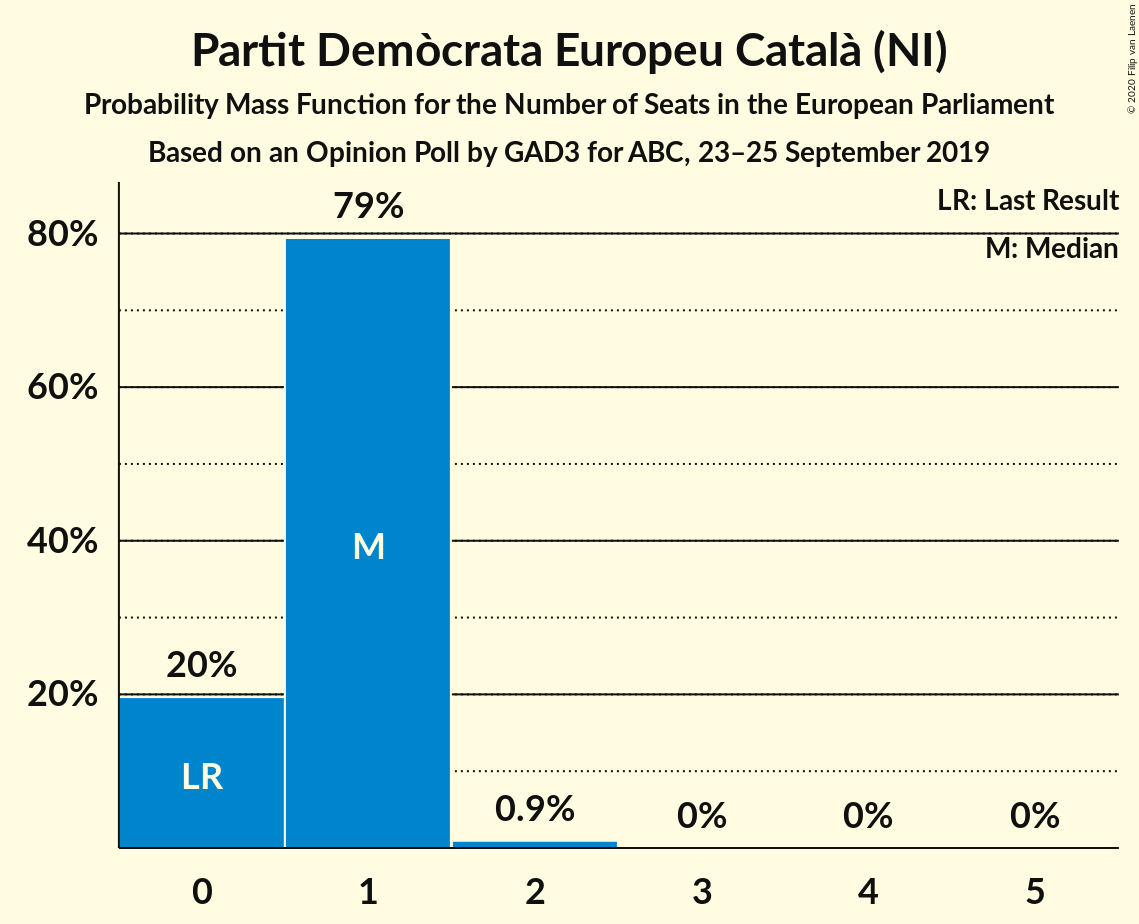 Partit Demòcrata Europeu Català (NI)
Probability Mass Function for the Number of Seats in the European Parliament
Based on an Opinion Poll by GAD3 for ABC, 23–25 September 2019
© 2020 Filip van Laenen
LR: Last Result
M: Median
79%
80%
60%
40%
M
20%
20%
LR
0.9%
0%
0%
0%
0
1
2
3
4
5